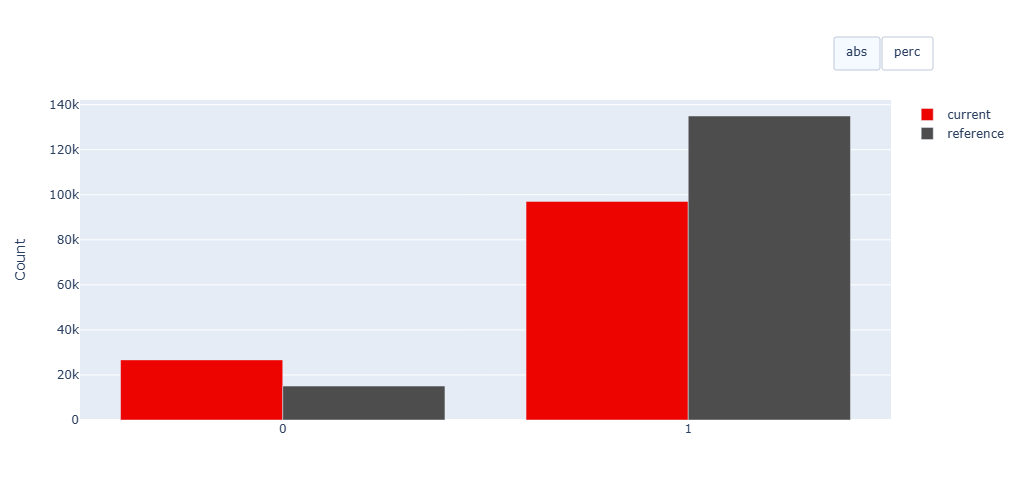 abs perc
140k
120k
100k
80k
60k
40k
20k
0
Count
0 1
current
reference